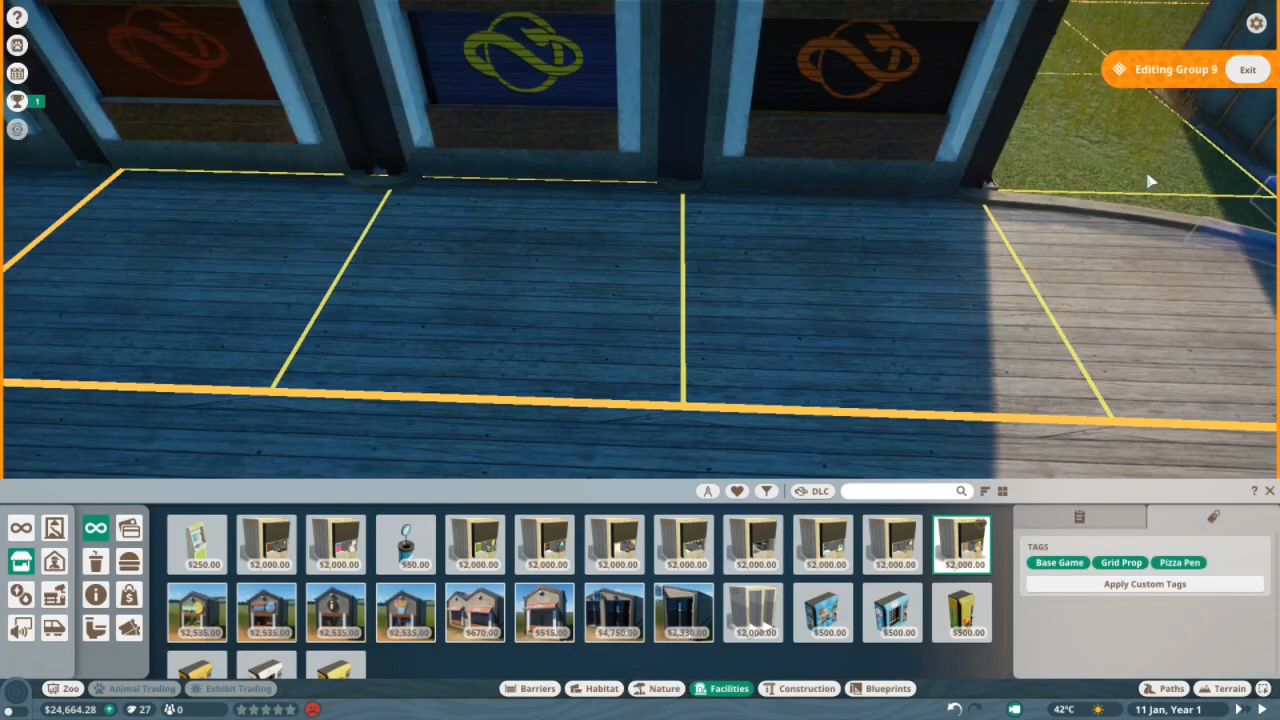 ?
1
Editing Group 9
Exit
DLC
?
$250.00
$2,000.00
$2,000.00
$50.00
$2,000.00
$2,000.00
$2,000.00
$2,000.00
$2,000.00
$2,000.00
$2,000.00
$2,000.00
$2,535.00
$2,535.00
$2,535.00
$2,535.00
$670.00
$515.00
$4,750.00
$2,330.00
$2,000.00
$500.00
$500.00
$500.00
TAGS
Base Game
Grid Prop
Pizza Pen
Apply Custom Tags
Zoo
Animal Trading
Exhibit Trading
Barriers
Habitat
Nature
Facilities
Construction
Blueprints
Paths
Terrain
$24,664.28
27
0
42°C
11 Jan, Year 1